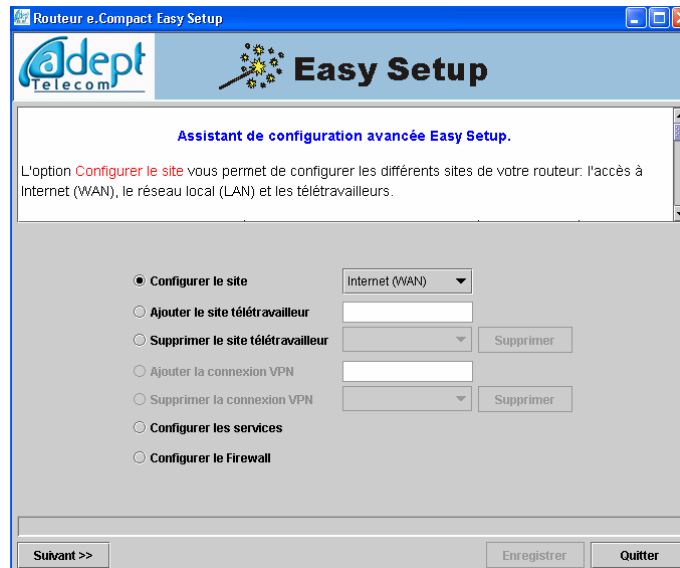 Routeur e.Compact Easy Setup
adept
Telecom
Easy Setup
Assistant de configuration avancée Easy Setup.
L'option Configurer le site vous permet de configurer les différents sites de votre routeur: l'accès à
Internet (WAN), le réseau local (LAN) et les télétravailleurs.
Configurer le site Internet (WAN)
Ajouter le site télétravailleur
Supprimer le site télétravailleur Supprimer
Ajouter la connexion VPN
Supprimer la connexion VPN Supprimer
Configurer les services
Configurer le Firewall
Suivant >> Enregistrer Quitter